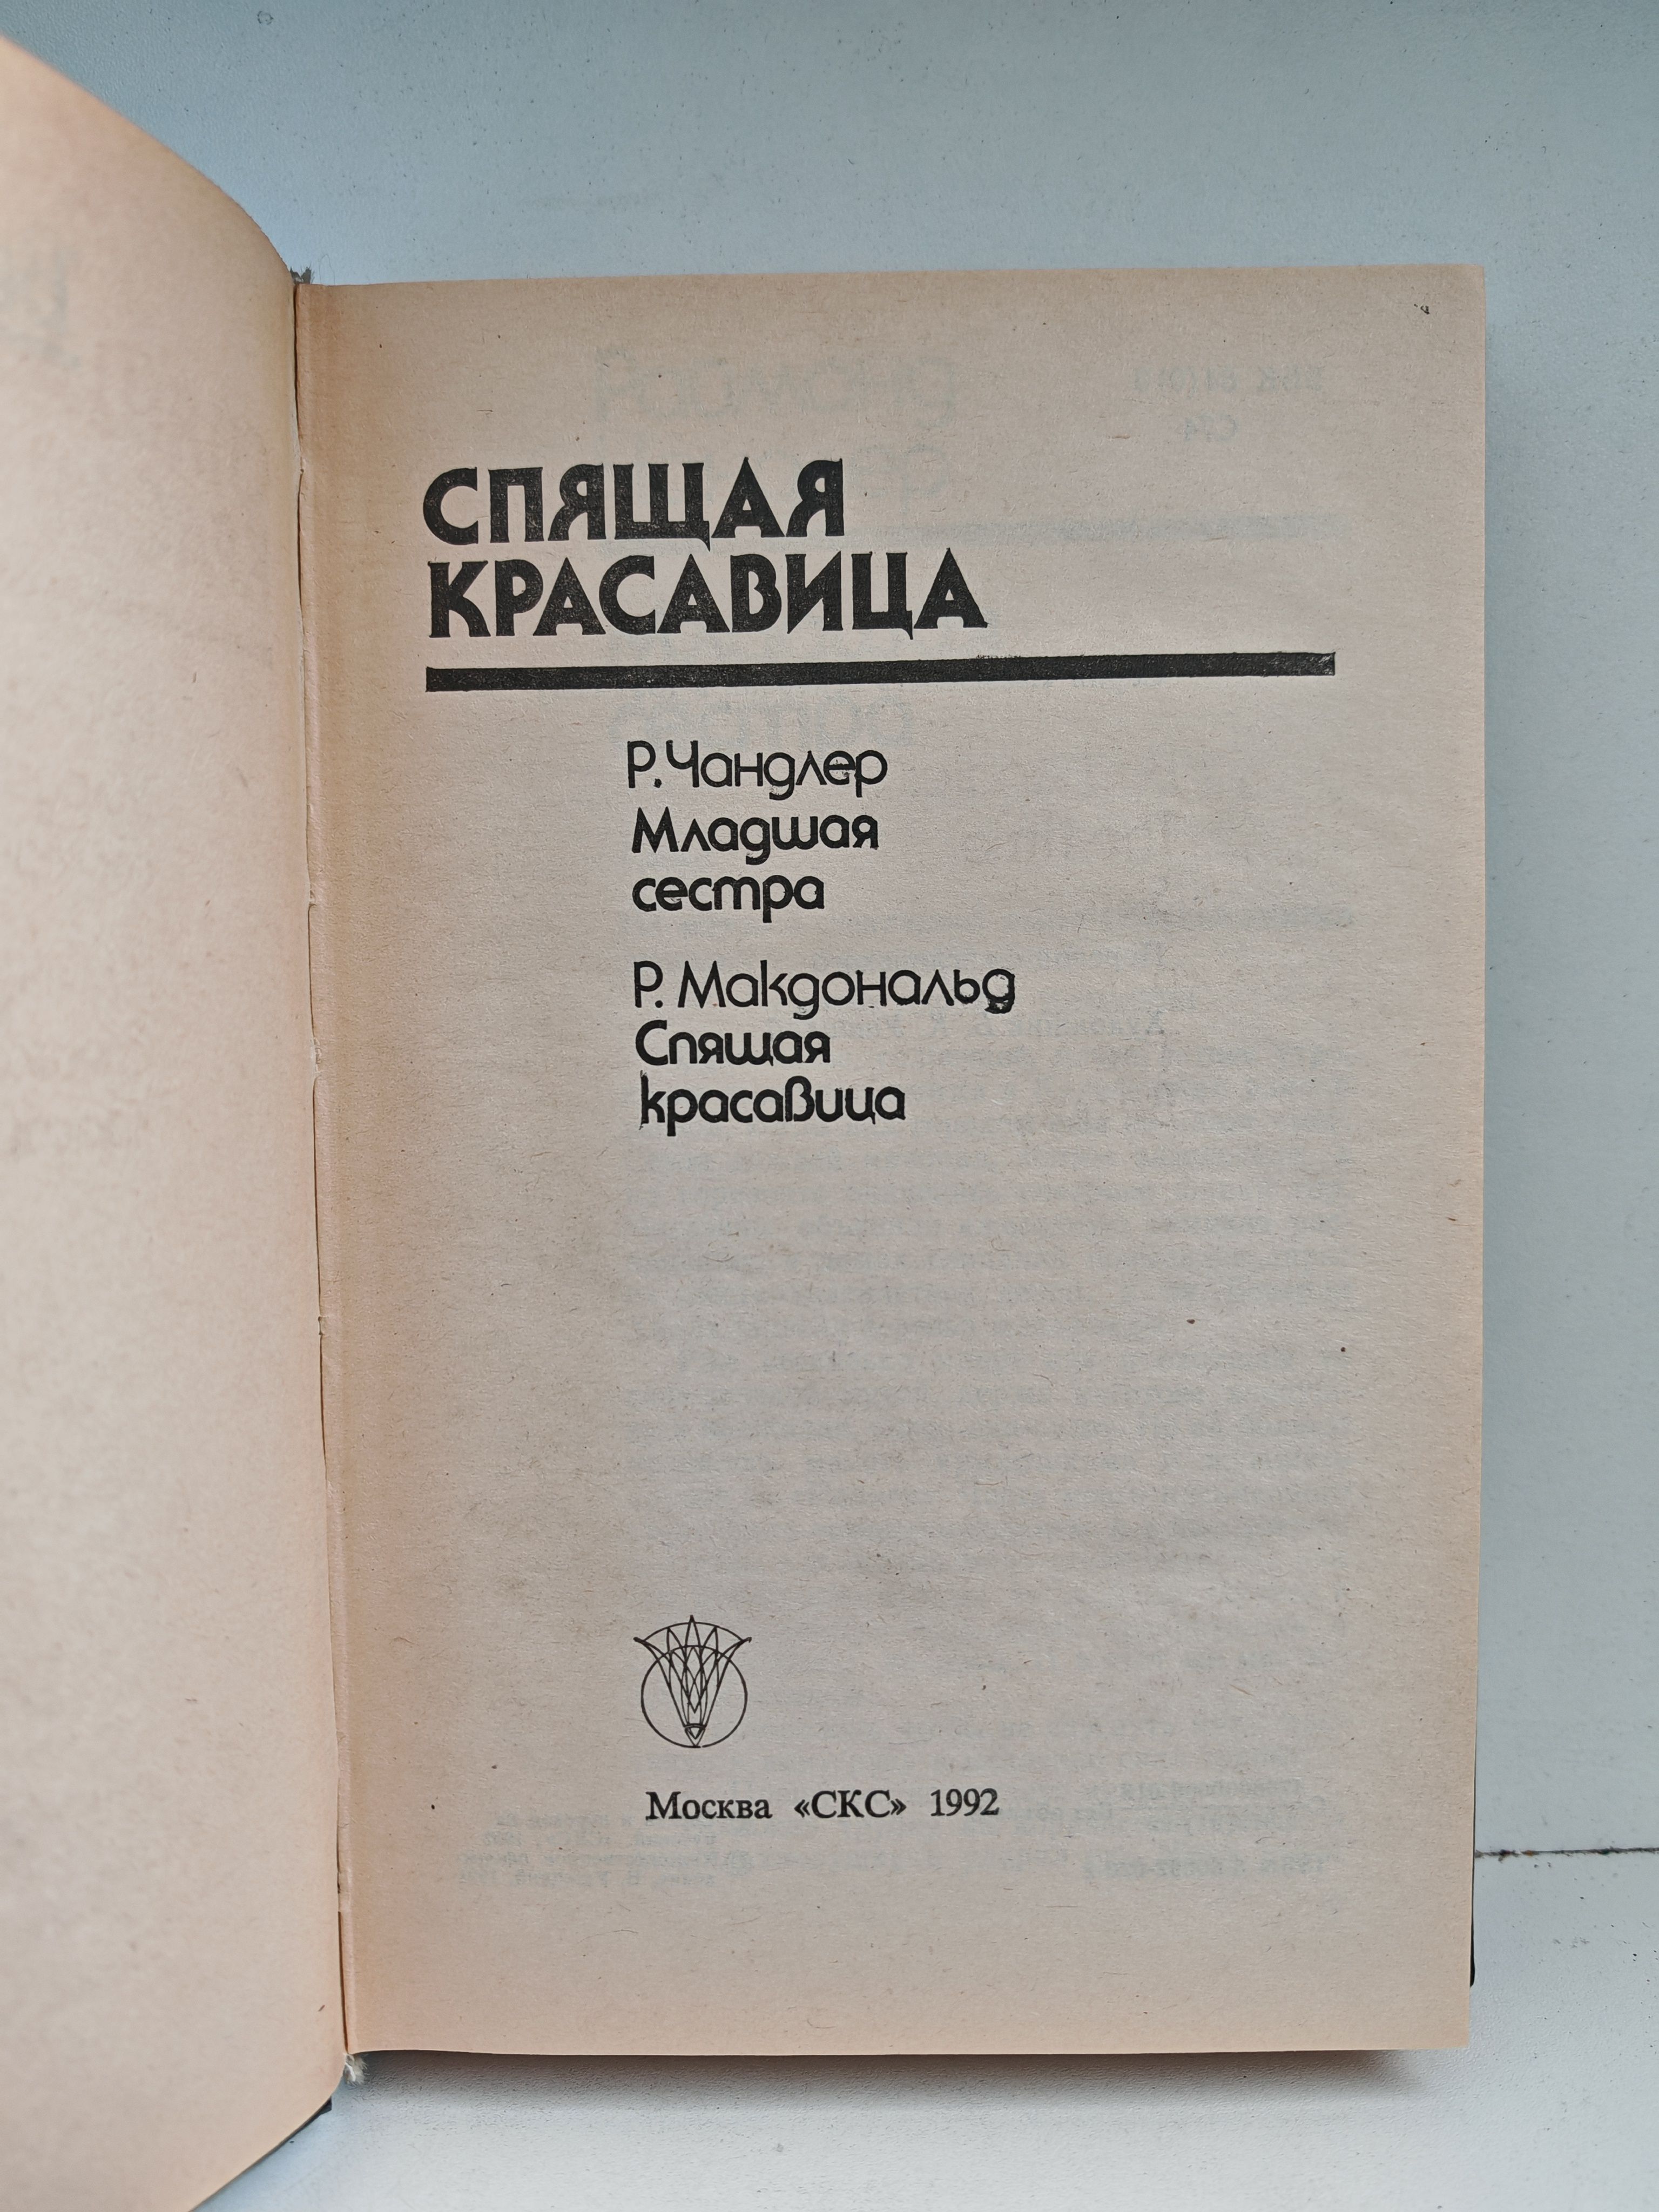 СПЯЩАЯ
КРАСАВИЦА
Р. Чандлер
Младшая
сестра
Р. Макдональд
Спящая
красавица
Москва «СКС» 1992